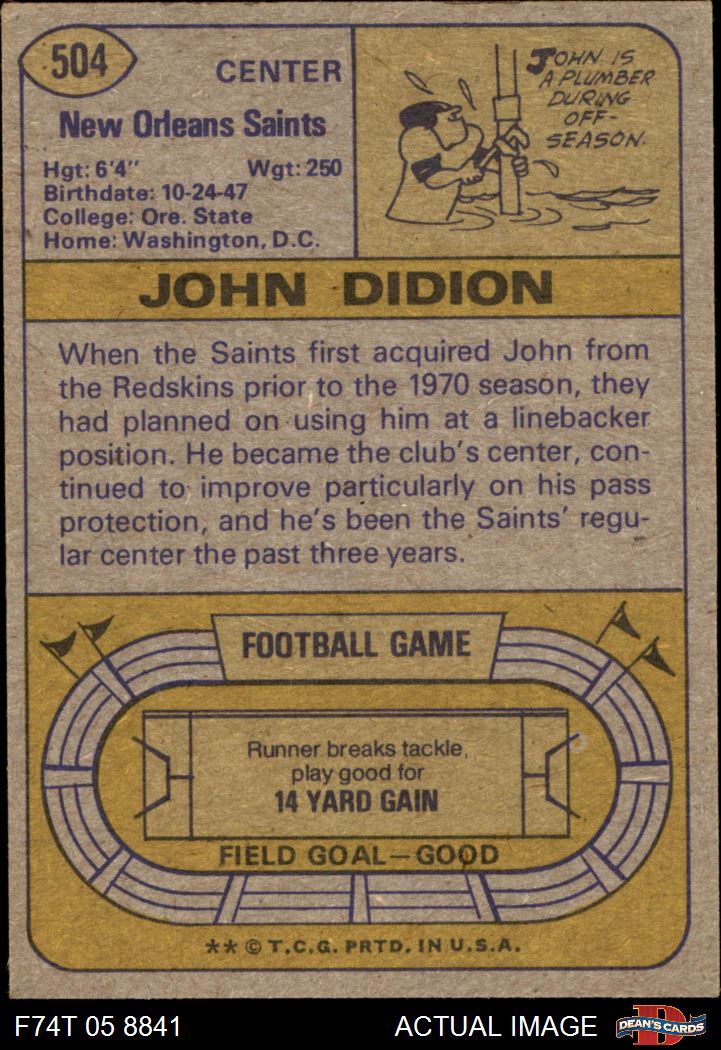 504
CENTER
New Orleans Saints
Hgt: 6'4" Wgt: 250
Birthdate: 10-24-47
College: Ore. State
Home: Washington, D.C.
JOHN IS
A PLUMBER
DURING
OFF-
SEASON.
JOHN DIDION
When the Saints first acquired John from
the Redskins prior to the 1970 season, they
had planned on using him at a linebacker
position. He became the club's center, con-
tinued to improve particularly on his pass
protection, and he's been the Saints' regu-
lar center the past three years.
FOOTBALL GAME
Runner breaks tackle,
play good for
14 YARD GAIN
FIELD GOAL—GOOD
** © T.C.G. PRTD. IN U.S.A.
F74T 05 8841
ACTUAL IMAGE
D
DEAN'S CARDS